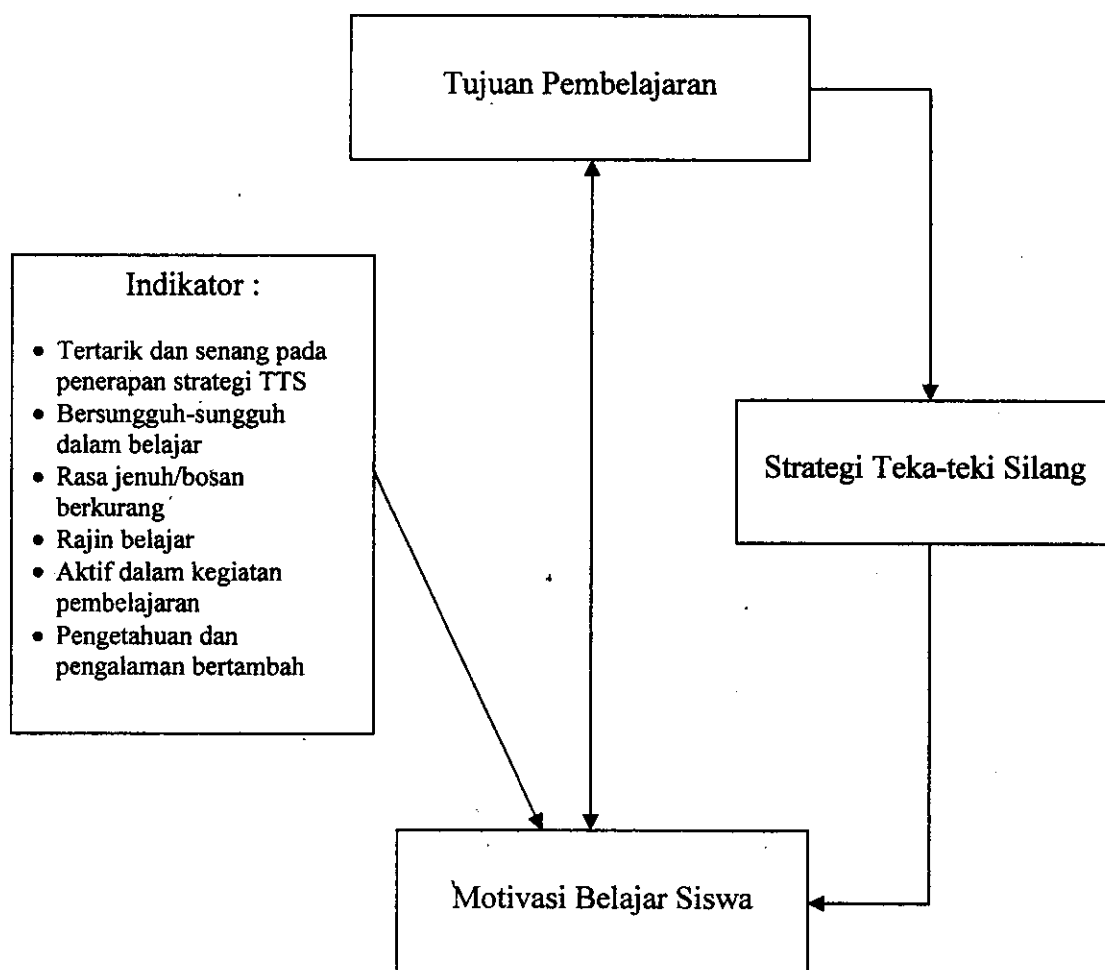 Tujuan Pembelajaran
Indikator :
• Tertarik dan senang pada
penerapan strategi TTS
• Bersungguh-sungguh
dalam belajar
• Rasa jenuh/bosan
berkurang
• Rajin belajar
• Aktif dalam kegiatan
pembelajaran
• Pengetahuan dan
pengalaman bertambah
Strategi Teka-teki Silang
Motivasi Belajar Siswa